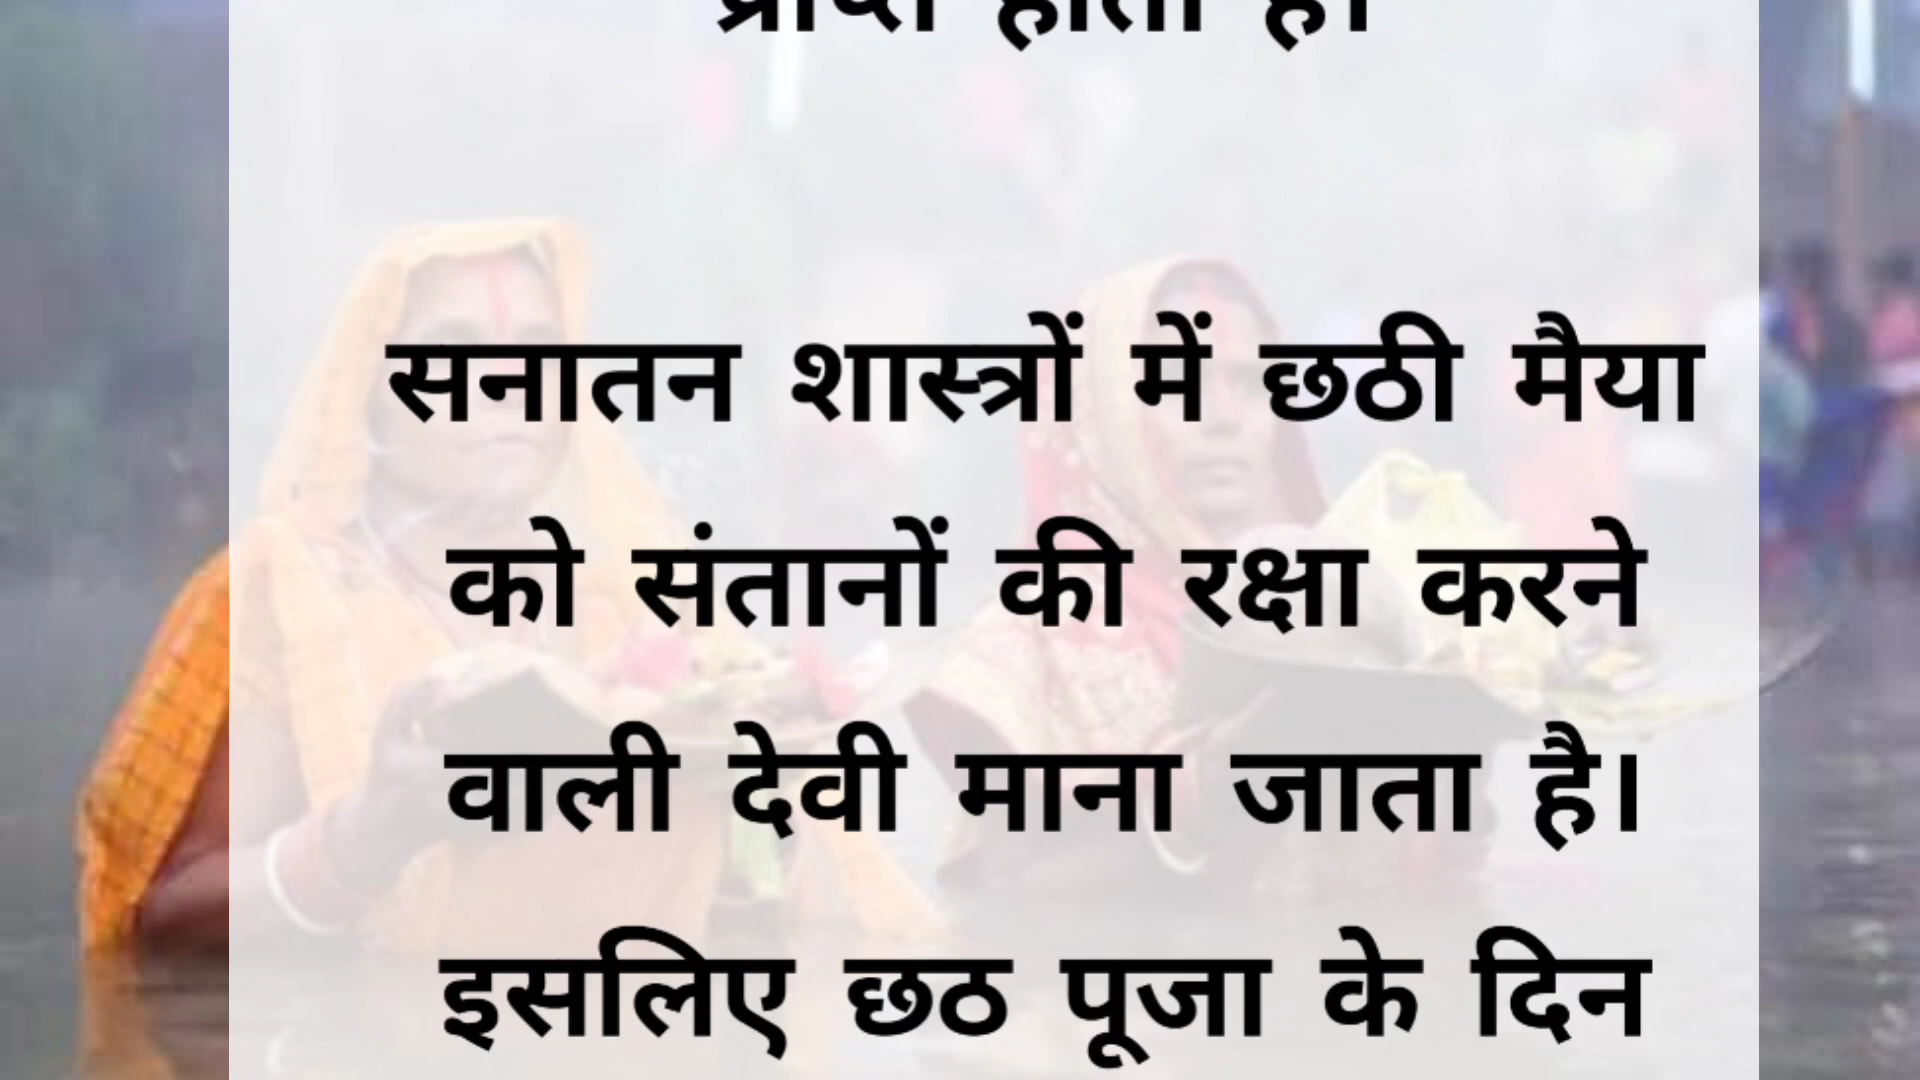 प्राप्त होता है।
सनातन शास्त्रों में छठी मैया
को संतानों की रक्षा करने
वाली देवी माना जाता है।
इसलिए छठ पूजा के दिन